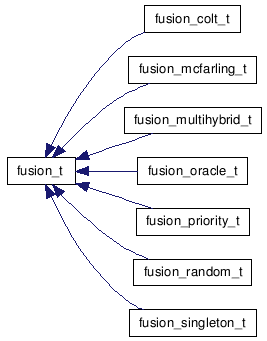 fusion_colt_t
fusion_mcfarling_t
fusion_multihybrid_t
fusion_t
fusion_oracle_t
fusion_priority_t
fusion_random_t
fusion_singleton_t